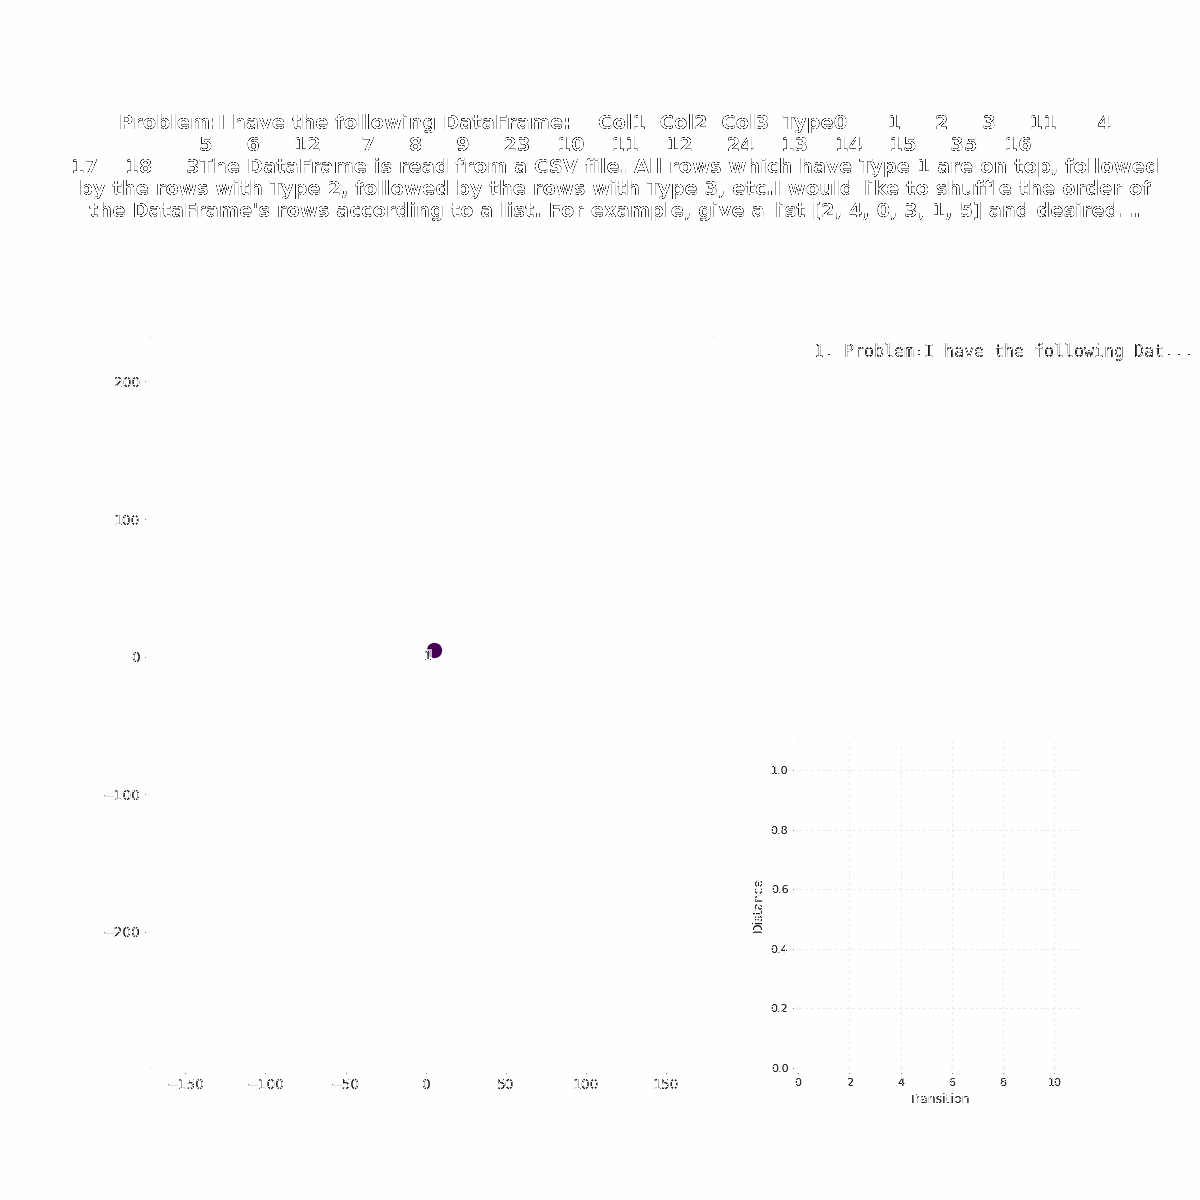 Problem:I have the following DataFrame: Col1 Col2 Col3 Type0 1 2 3 11 4
5 6 12 7 8 9 23 10 11 12 24 13 14 15 35 16
17 18 3The DataFrame is read from a CSV file. All rows which have Type 1 are on top, followed
by the rows with Type 2, followed by the rows with Type 3, etc.I would like to shuffle the order of
the DataFrame's rows according to a list. For example, give a list [2, 4, 0, 3, 1, 5] and desired...
1. Problem:I have the following Dat...
200
100
0
−100
−200
−150 −100 −50 0 50 100 150
1
1.0
0.8
0.6
0.4
0.2
0.0
0 2 4 6 8 10
Distance
Transition